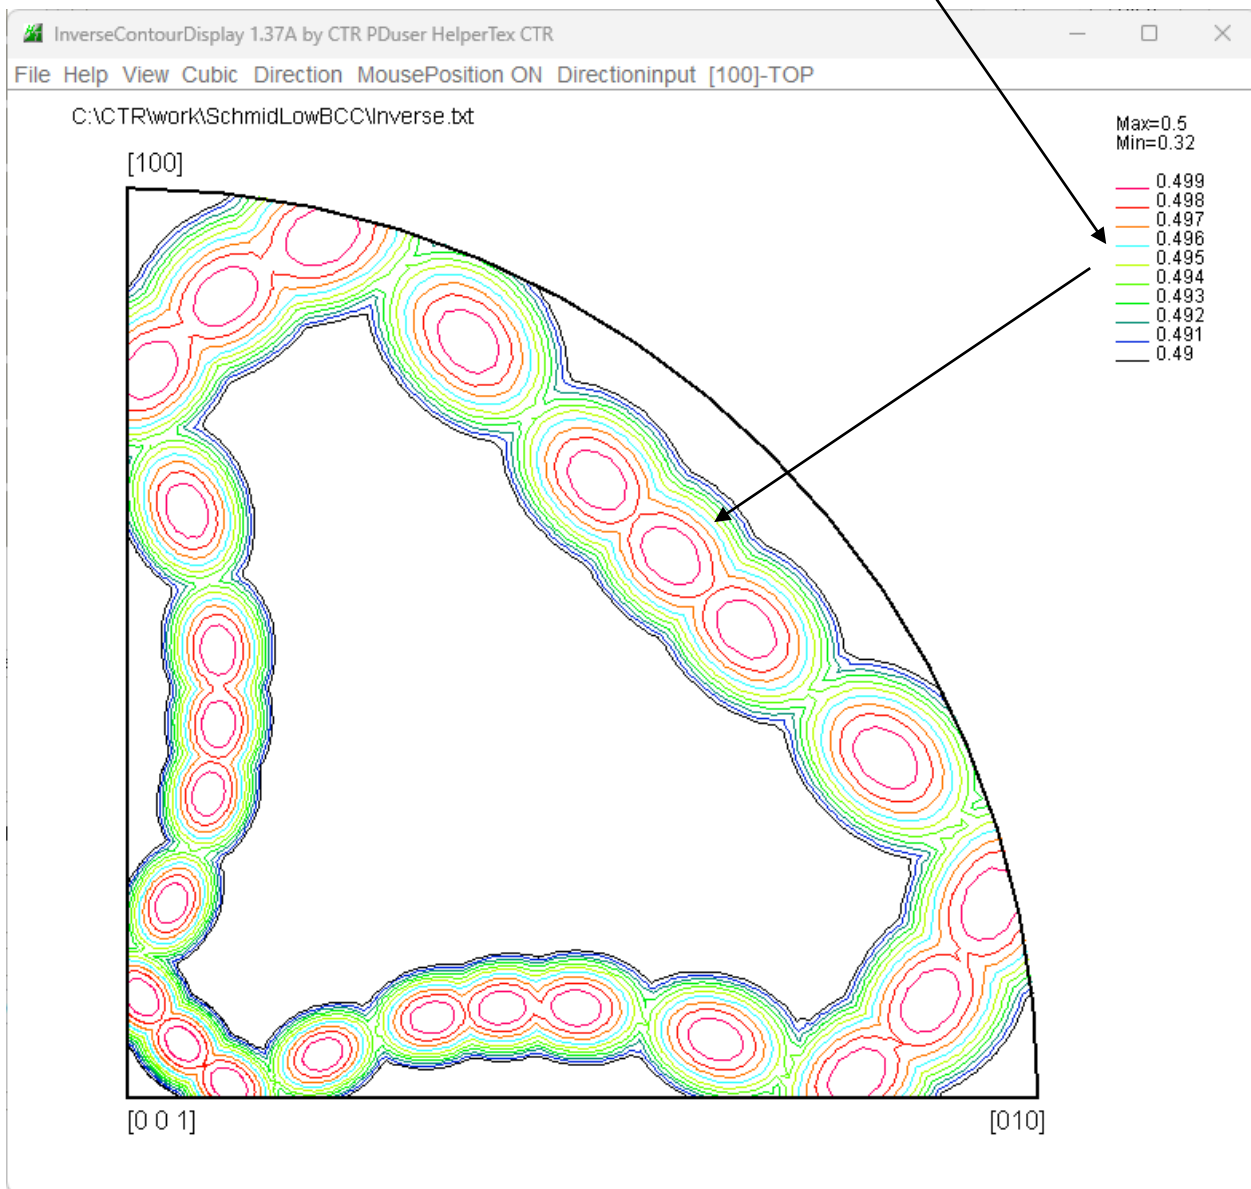 InverseContourDisplay 1.37A by CTR PDuser HelperTex CTR
File Help View Cubic Direction MousePosition ON Directioninput [100]-TOP
C:\CTR\work\SchmidLowBCC\Inverse.txt
Max=0.5
Min=0.32
[100]
0.499
0.498
0.497
0.496
0.495
0.494
0.493
0.492
0.491
0.49
[0 0 1]
[010]